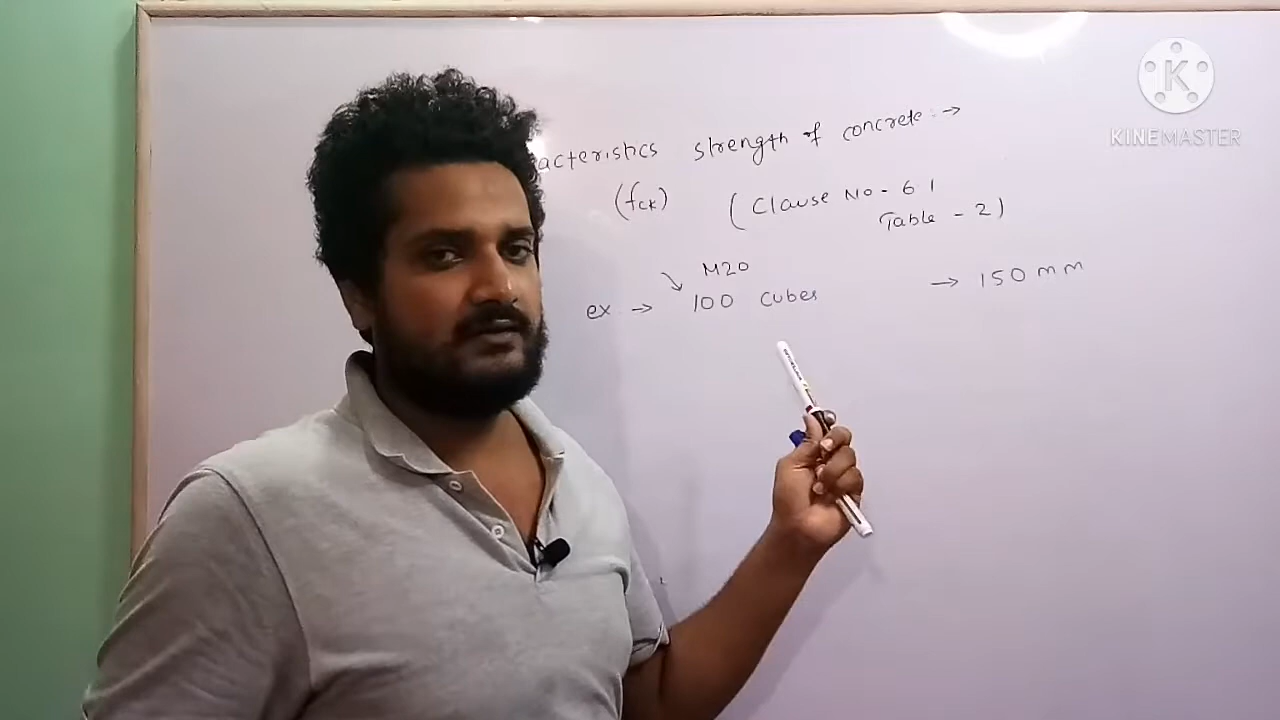 acteristics strength of concrete :→
(fck) (Clause No - 6 1
Table - 2)
M20
ex → 100 Cubes → 150 mm
K
KINEMASTER